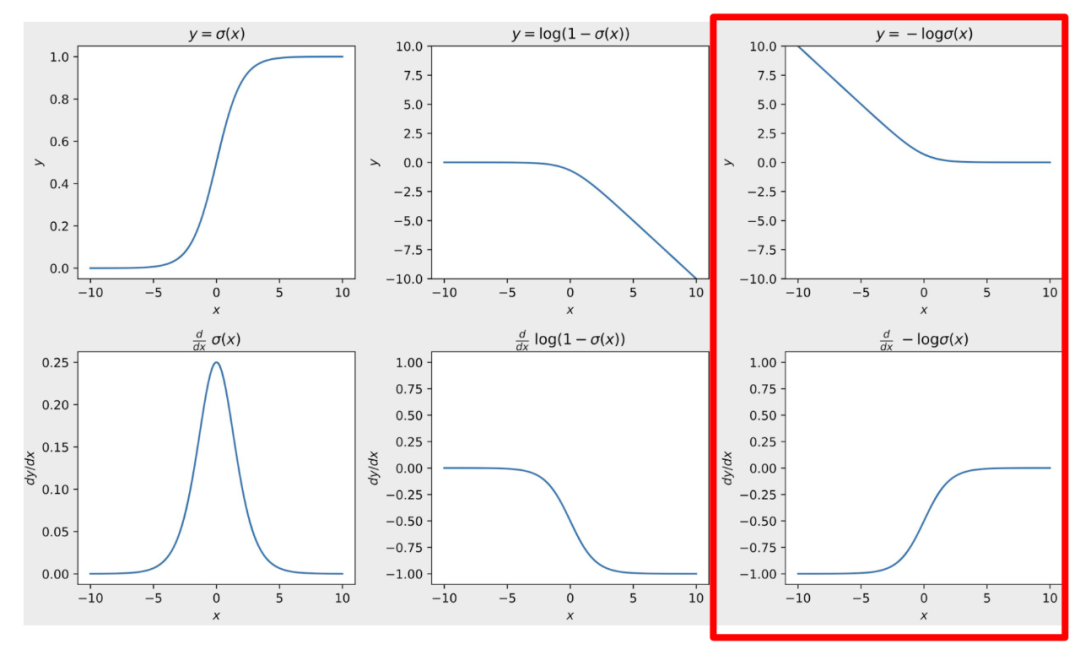 y = σ(x)
1.0
0.8
0.6
0.4
0.2
0.0
y
−10 −5 0 5 10
x
y = log(1 − σ(x))
10.0
7.5
5.0
2.5
0.0
−2.5
−5.0
−7.5
−10.0
y
−10 −5 0 5 10
x
y = −logσ(x)
10.0
7.5
5.0
2.5
0.0
−2.5
−5.0
−7.5
−10.0
y
−10 −5 0 5 10
x
d/dx σ(x)
0.25
0.20
0.15
0.10
0.05
0.00
dy/dx
−10 −5 0 5 10
x
d/dx log(1 − σ(x))
1.00
0.75
0.50
0.25
0.00
−0.25
−0.50
−0.75
−1.00
dy/dx
−10 −5 0 5 10
x
d/dx −logσ(x)
1.00
0.75
0.50
0.25
0.00
−0.25
−0.50
−0.75
−1.00
dy/dx
−10 −5 0 5 10
x